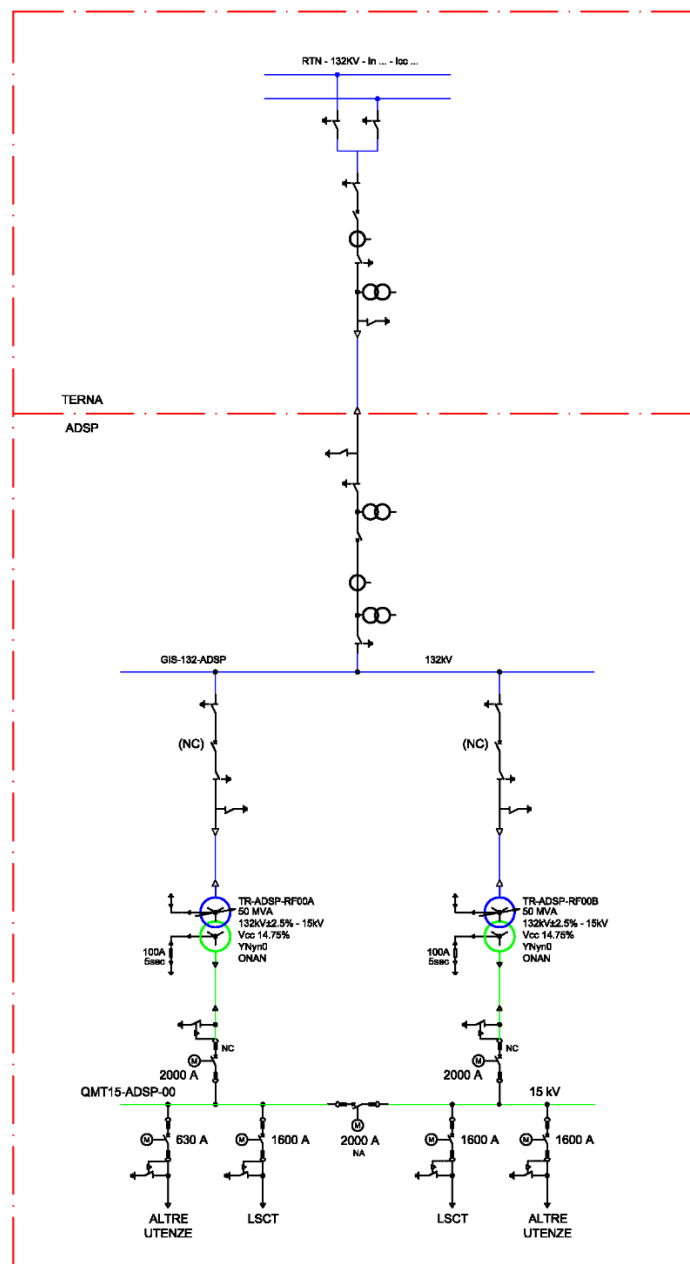 RTN - 132KV - In ... - Icc ...
TERNA
ADSP
GIS-132-ADSP
132kV
(NC)
(NC)
TR-ADSP-RF00A
50 MVA
132kV±2.5% - 15kV
Vcc 14.75%
YNyn0
ONAN
100A
5sec
TR-ADSP-RF00B
50 MVA
132kV±2.5% - 15kV
Vcc 14.75%
YNyn0
ONAN
100A
5sec
NC
M
2000 A
NC
M
2000 A
QMT15-ADSP-00
15 kV
M
630 A
M
1600 A
M
2000 A
NA
M
1600 A
M
1600 A
ALTRE
UTENZE
LSCT
LSCT
ALTRE
UTENZE